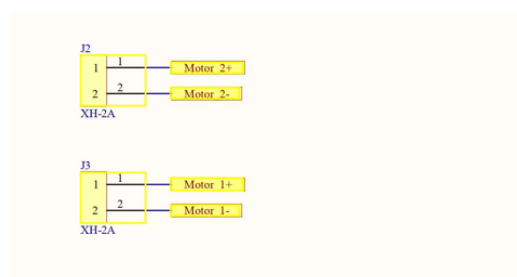 J2
1 1 Motor 2+
2 2 Motor 2-
XH-2A
J3
1 1 Motor 1+
2 2 Motor 1-
XH-2A